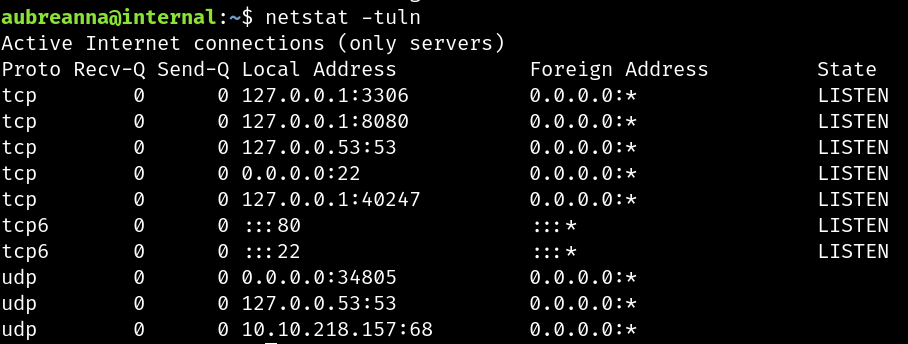 aubreanna@internal:~$ netstat -tuln
Active Internet connections (only servers)
Proto Recv-Q Send-Q Local Address           Foreign Address         State
tcp        0      0 127.0.0.1:3306          0.0.0.0:*               LISTEN
tcp        0      0 127.0.0.1:8080          0.0.0.0:*               LISTEN
tcp        0      0 127.0.0.53:53           0.0.0.0:*               LISTEN
tcp        0      0 0.0.0.0:22              0.0.0.0:*               LISTEN
tcp        0      0 127.0.0.1:40247         0.0.0.0:*               LISTEN
tcp6       0      0 :::80                   :::*                    LISTEN
tcp6       0      0 :::22                   :::*                    LISTEN
udp        0      0 0.0.0.0:34805           0.0.0.0:*
udp        0      0 127.0.0.53:53           0.0.0.0:*
udp        0      0 10.10.218.157:68        0.0.0.0:*